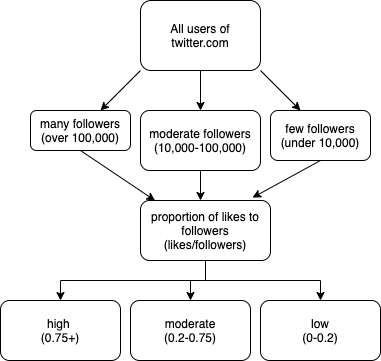 All users of
twitter.com
many followers
(over 100,000)
moderate followers
(10,000-100,000)
few followers
(under 10,000)
proportion of likes to
followers
(likes/followers)
high
(0.75+)
moderate
(0.2-0.75)
low
(0-0.2)